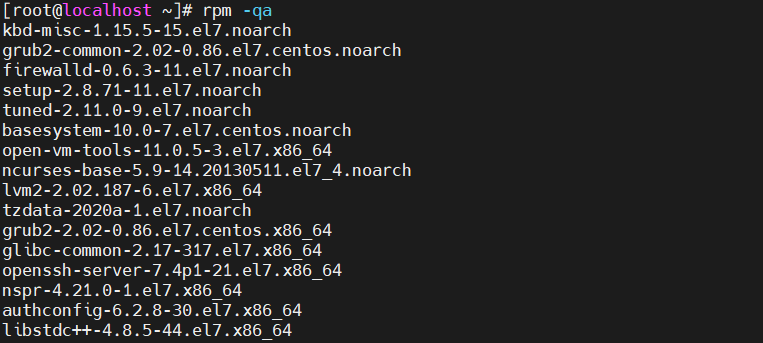 [root@localhost ~]# rpm -qa
kbd-misc-1.15.5-15.el7.noarch
grub2-common-2.02-0.86.el7.centos.noarch
firewalld-0.6.3-11.el7.noarch
setup-2.8.71-11.el7.noarch
tuned-2.11.0-9.el7.noarch
basesystem-10.0-7.el7.centos.noarch
open-vm-tools-11.0.5-3.el7.x86_64
ncurses-base-5.9-14.20130511.el7_4.noarch
lvm2-2.02.187-6.el7.x86_64
tzdata-2020a-1.el7.noarch
grub2-2.02-0.86.el7.centos.x86_64
glibc-common-2.17-317.el7.x86_64
openssh-server-7.4p1-21.el7.x86_64
nspr-4.21.0-1.el7.x86_64
authconfig-6.2.8-30.el7.x86_64
libstdc++-4.8.5-44.el7.x86_64